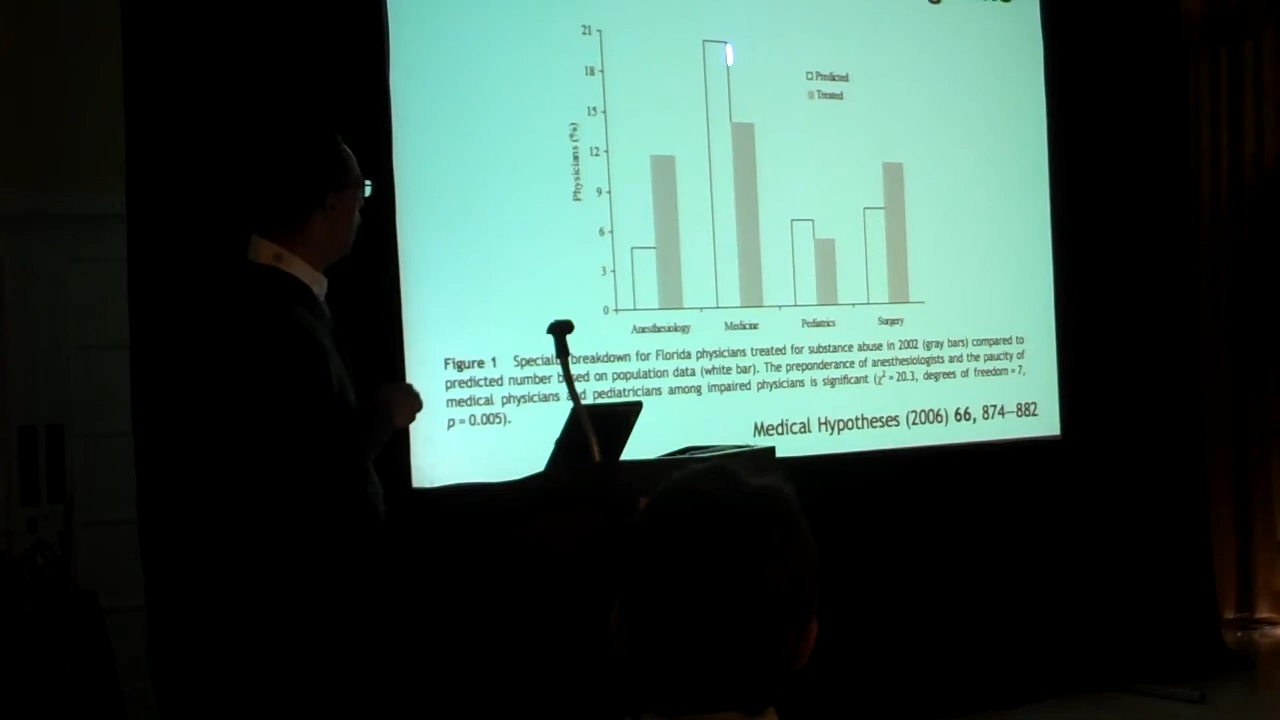 21
18
15
12
9
6
3
0
Physicians (%)
Predicted
Treated
Anesthesiology
Medicine
Pediatrics
Surgery
Figure 1 breakdown for Florida physicians treated for substance abuse in 2002 (gray bars) compared to
predicted number based on population data (white bar). The preponderance of anesthesiologists and the paucity of
medical physicians and pediatricians among impaired physicians is significant (χ² = 20.3, degrees of freedom = 7,
p = 0.005).
Medical Hypotheses (2006) 66, 874–882